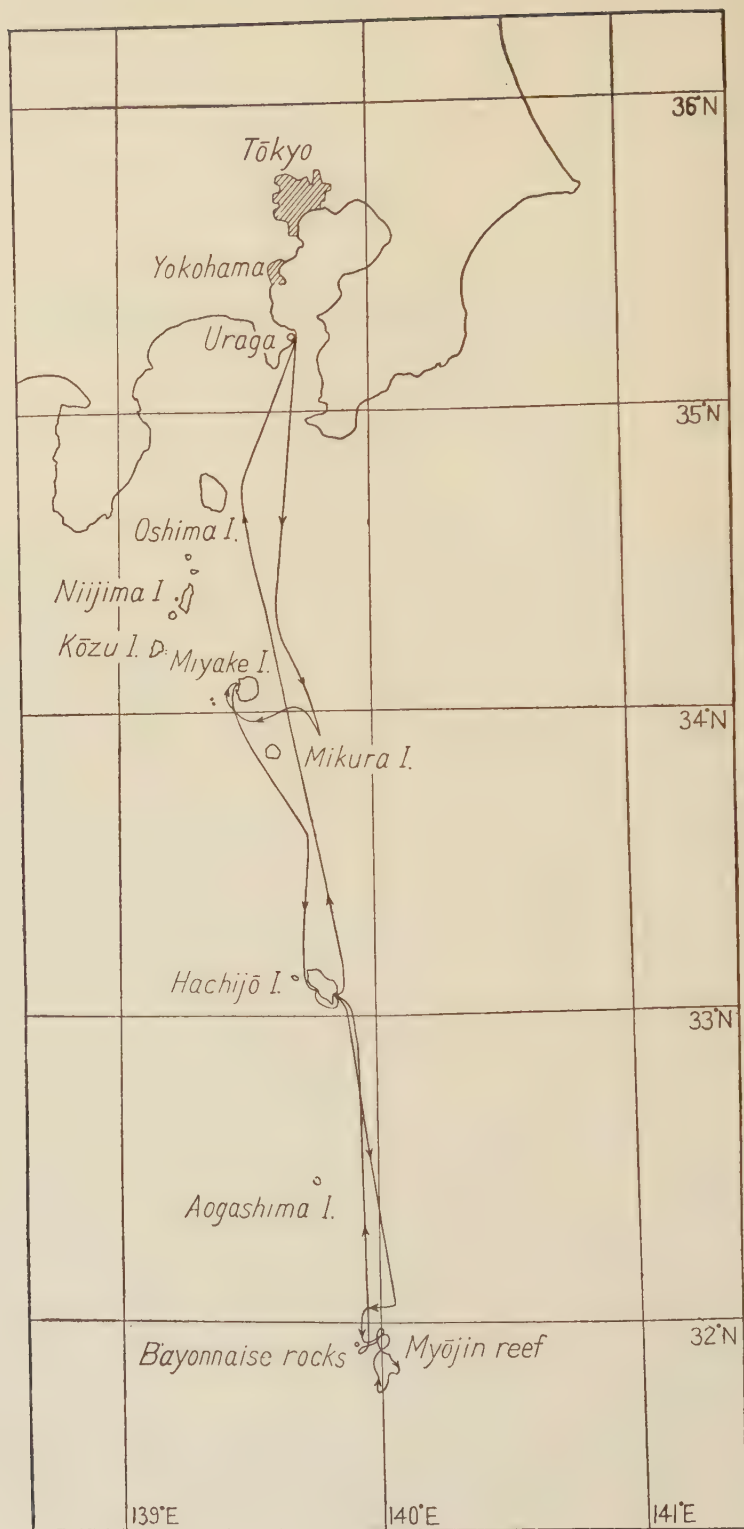 36°N
Tōkyo
Yokohama
Uraga
35°N
Oshima I.
Niijima I
Kōzu I.
Miyake I.
34°N
Mikura I.
Hachijō I.
33°N
Aogashima I.
32°N
Bayonnaise rocks
Myōjin reef
139°E
140°E
141°E